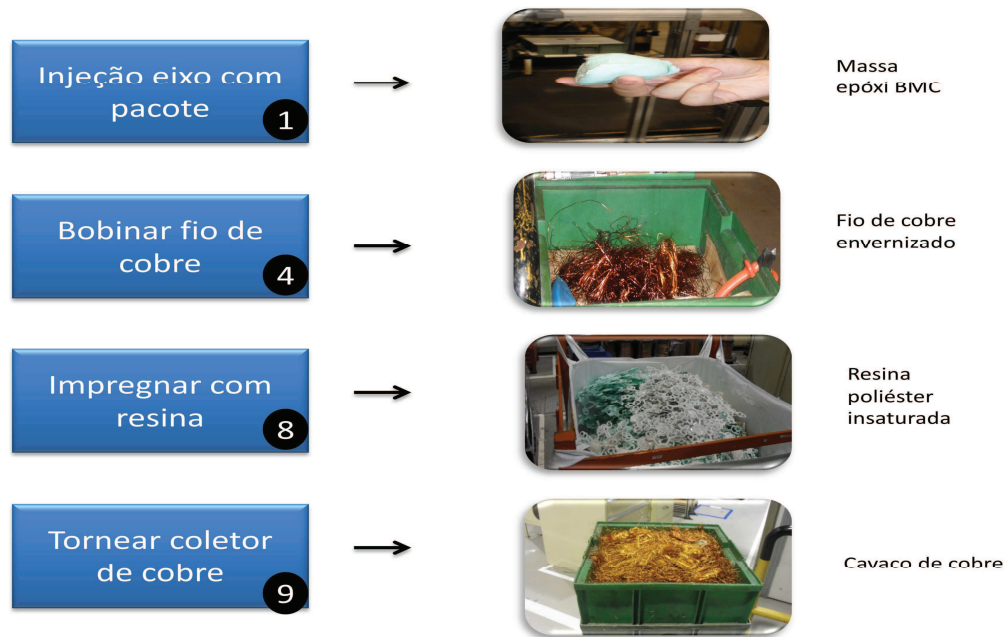 Injeção eixo com
pacote
1
Massa
epóxi BMC
Bobinar fio de
cobre
4
Fio de cobre
envernizado
Impregnar com
resina
8
Resina
poliéster
insaturada
Tornear coletor
de cobre
9
Cavaco de cobre